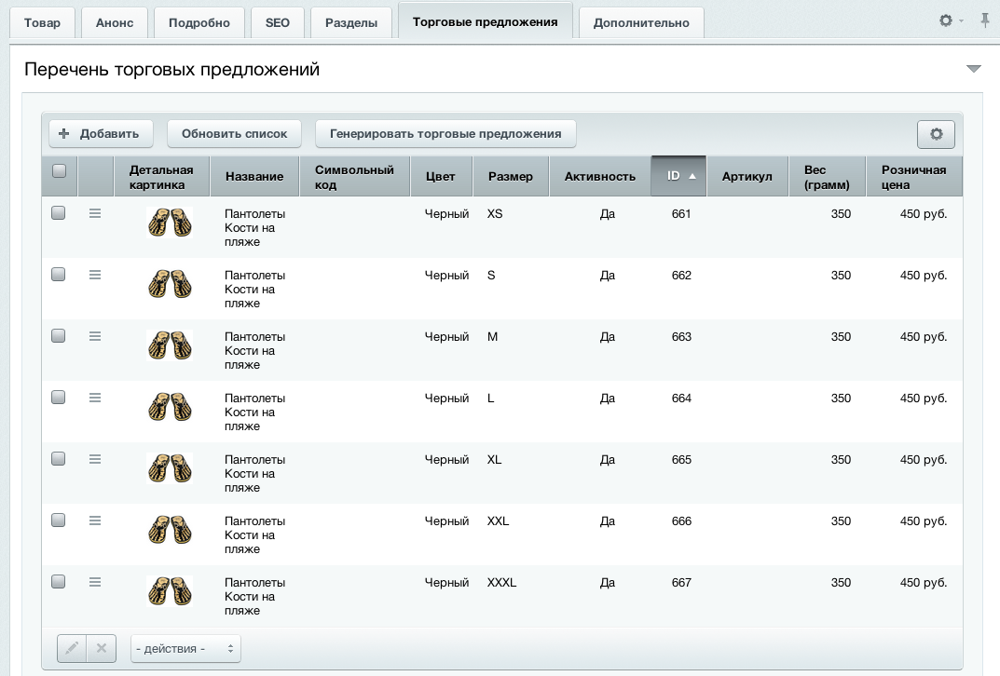 Товар Анонс Подробно SEO Разделы Торговые предложения Дополнительно
Перечень торговых предложений
Добавить Обновить список Генерировать торговые предложения
Детальная картинка Название Символьный код Цвет Размер Активность ID Артикул Вес (грамм) Розничная цена
Пантолеты Черный XS Да 661 350 450 руб.
Кости на
пляже
Пантолеты Черный S Да 662 350 450 руб.
Кости на
пляже
Пантолеты Черный M Да 663 350 450 руб.
Кости на
пляже
Пантолеты Черный L Да 664 350 450 руб.
Кости на
пляже
Пантолеты Черный XL Да 665 350 450 руб.
Кости на
пляже
Пантолеты Черный XXL Да 666 350 450 руб.
Кости на
пляже
Пантолеты Черный XXXL Да 667 350 450 руб.
Кости на
пляже
- действия -